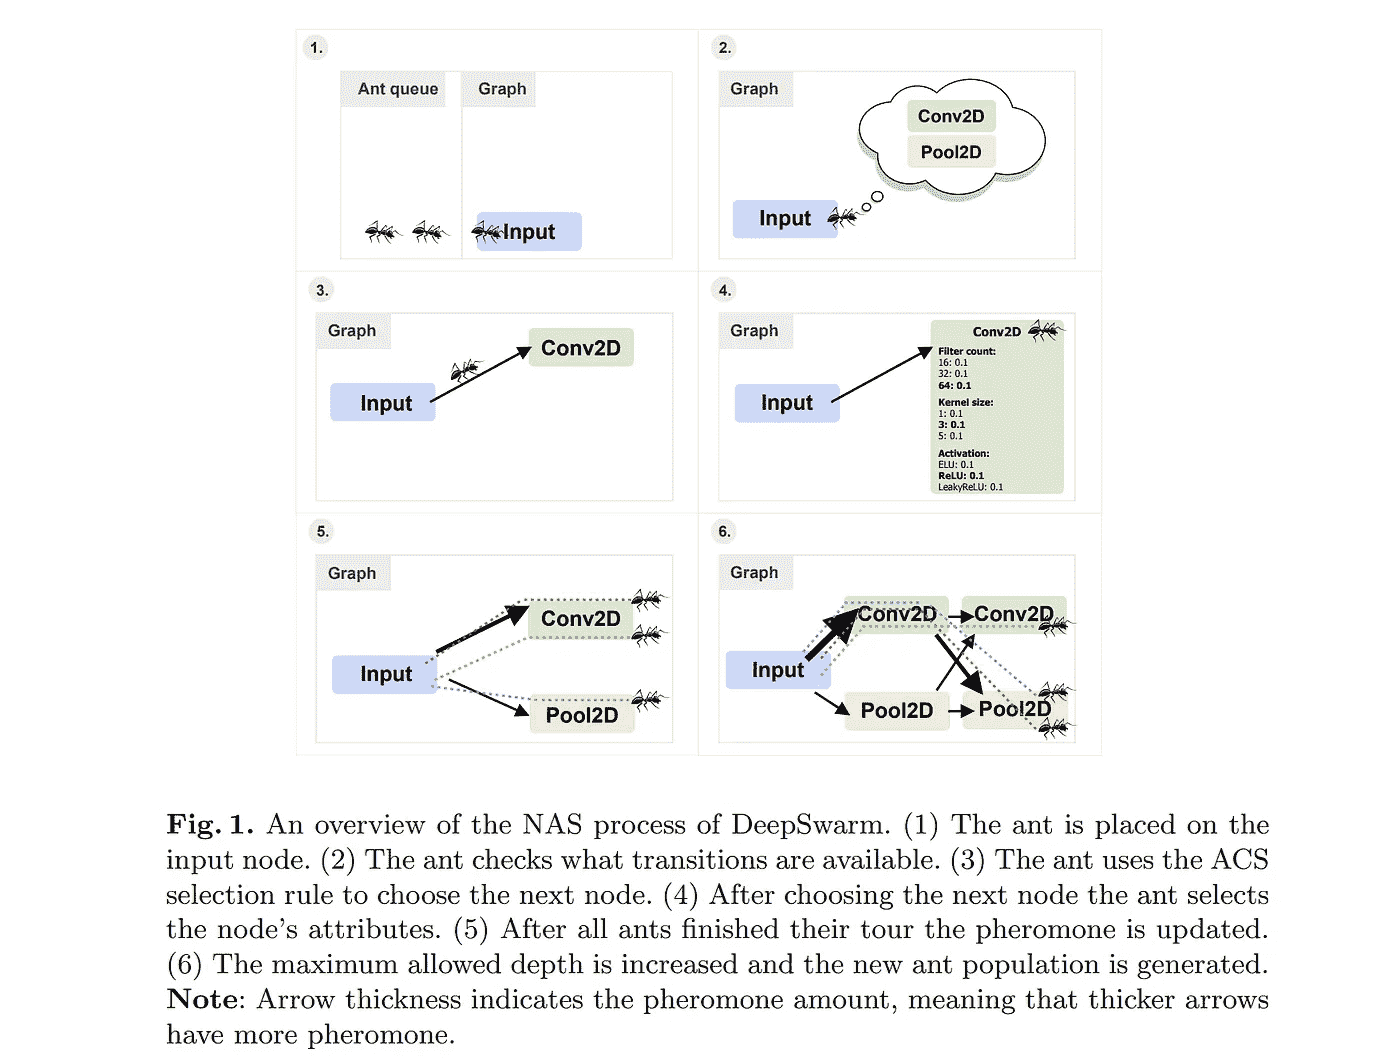 1.
Ant queue
Graph
Input
2.
Graph
Conv2D
Pool2D
Input
3.
Graph
Conv2D
Input
4.
Graph
Input
Conv2D
Filter count:
16: 0.1
32: 0.1
64: 0.1
Kernel size:
1: 0.1
3: 0.1
5: 0.1
Activation:
ELU: 0.1
ReLU: 0.1
LeakyReLU: 0.1
5.
Graph
Conv2D
Input
Pool2D
6.
Graph
Conv2D
Conv2D
Input
Pool2D
Pool2D
Fig. 1. An overview of the NAS process of DeepSwarm. (1) The ant is placed on the
input node. (2) The ant checks what transitions are available. (3) The ant uses the ACS
selection rule to choose the next node. (4) After choosing the next node the ant selects
the node's attributes. (5) After all ants finished their tour the pheromone is updated.
(6) The maximum allowed depth is increased and the new ant population is generated.
Note: Arrow thickness indicates the pheromone amount, meaning that thicker arrows
have more pheromone.